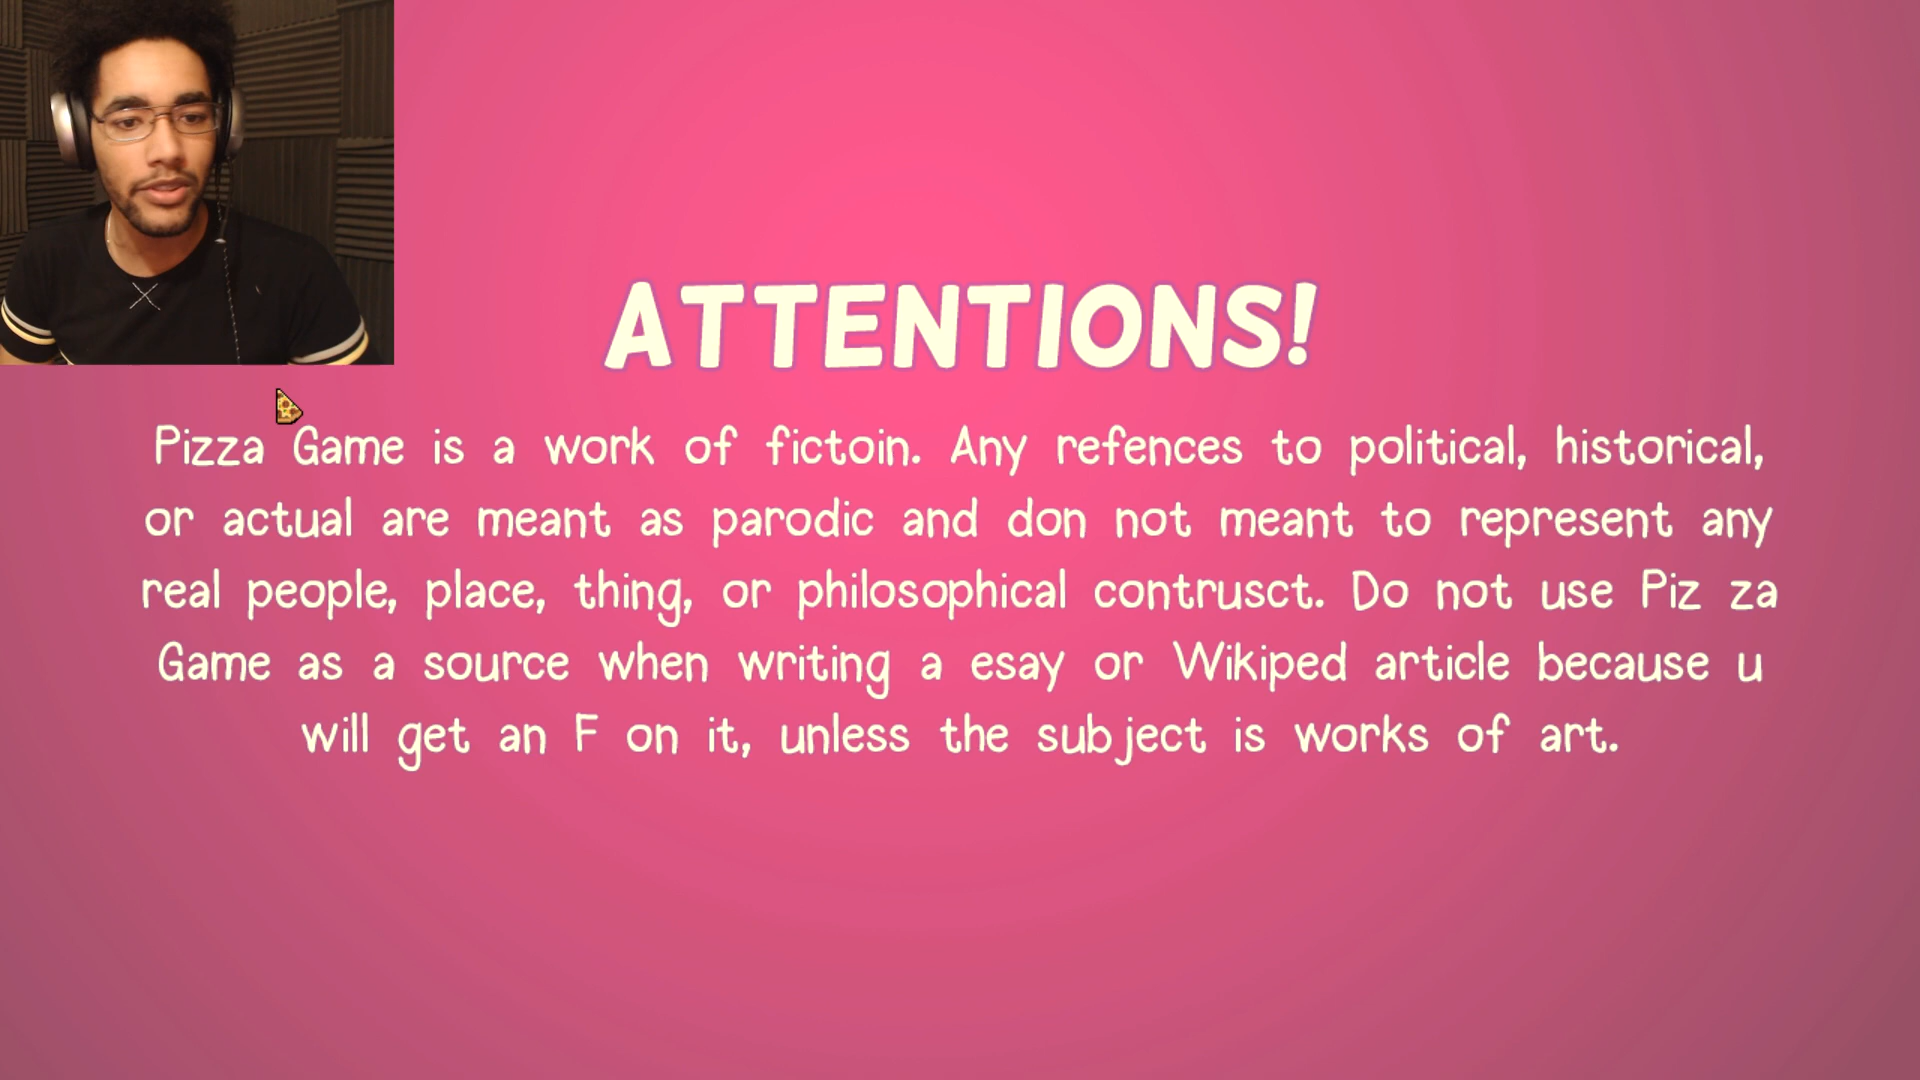 ATTENTIONS!
Pizza Game is a work of fictoin. Any refences to political, historical,
or actual are meant as parodic and don not meant to represent any
real people, place, thing, or philosophical contrusct. Do not use Piz za
Game as a source when writing a esay or Wikiped article because u
will get an F on it, unless the subject is works of art.